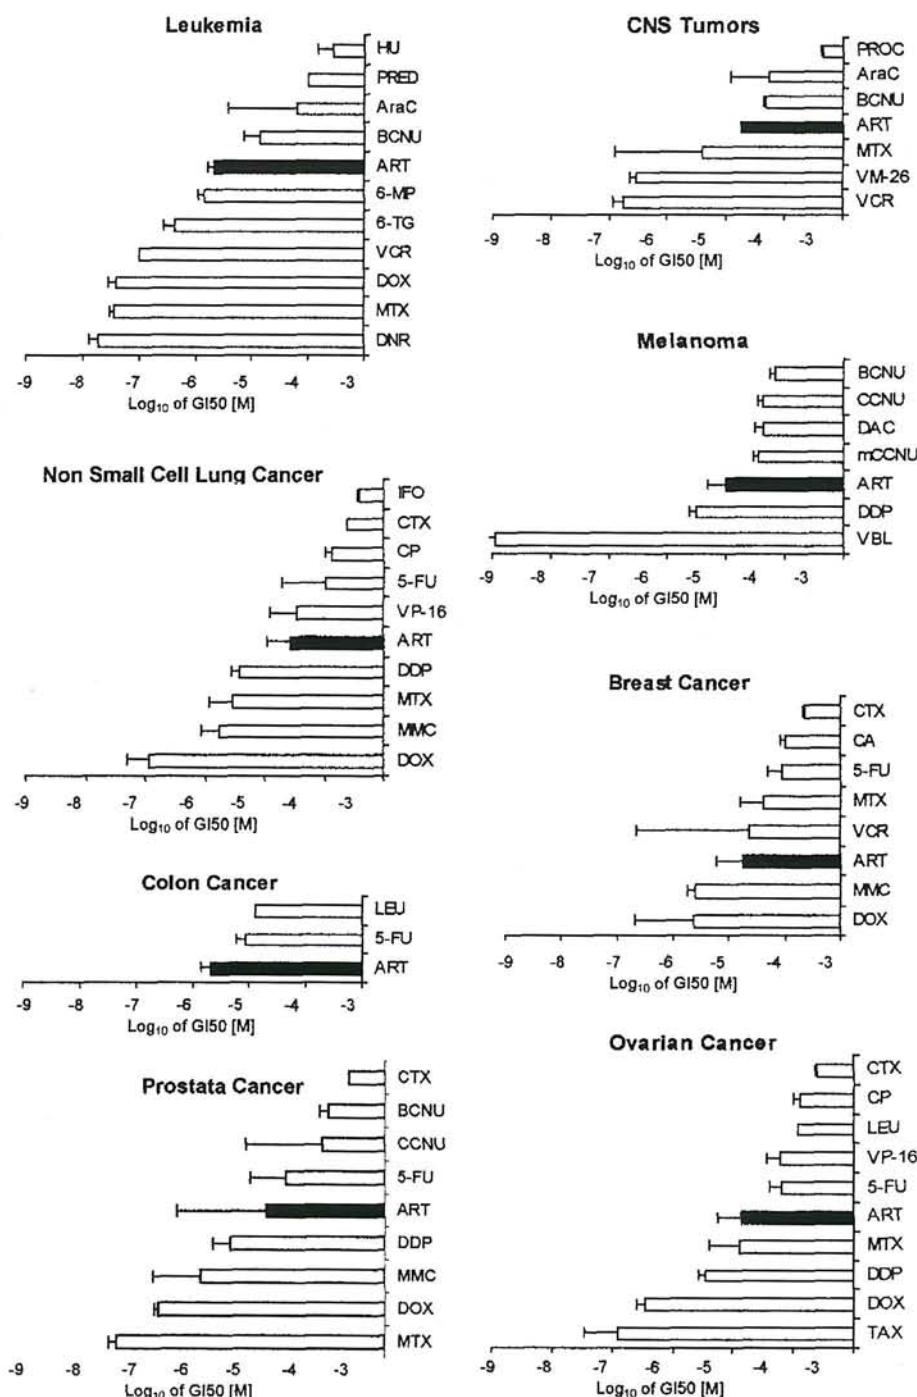 Leukemia
HU
PRED
AraC
BCNU
ART
6-MP
6-TG
VCR
DOX
MTX
DNR
-9 -8 -7 -6 -5 -4 -3
Log10 of GI50 [M]
Non Small Cell Lung Cancer
IFO
CTX
CP
5-FU
VP-16
ART
DDP
MTX
MMC
DOX
-9 -8 -7 -6 -5 -4 -3
Log10 of GI50 [M]
Colon Cancer
LEU
5-FU
ART
-9 -8 -7 -6 -5 -4 -3
Log10 of GI50 [M]
Prostata Cancer
CTX
BCNU
CCNU
5-FU
ART
DDP
MMC
DOX
MTX
-9 -8 -7 -6 -5 -4 -3
Log10 of GI50 [M]
CNS Tumors
PROC
AraC
BCNU
ART
MTX
VM-26
VCR
-9 -8 -7 -6 -5 -4 -3
Log10 of GI50 [M]
Melanoma
BCNU
CCNU
DAC
mCCNU
ART
DDP
VBL
-9 -8 -7 -6 -5 -4 -3
Log10 of GI50 [M]
Breast Cancer
CTX
CA
5-FU
MTX
VCR
ART
MMC
DOX
-9 -8 -7 -6 -5 -4 -3
Log10 of GI50 [M]
Ovarian Cancer
CTX
CP
LEU
VP-16
5-FU
ART
MTX
DDP
DOX
TAX
-9 -8 -7 -6 -5 -4 -3
Log10 of GI50 [M]